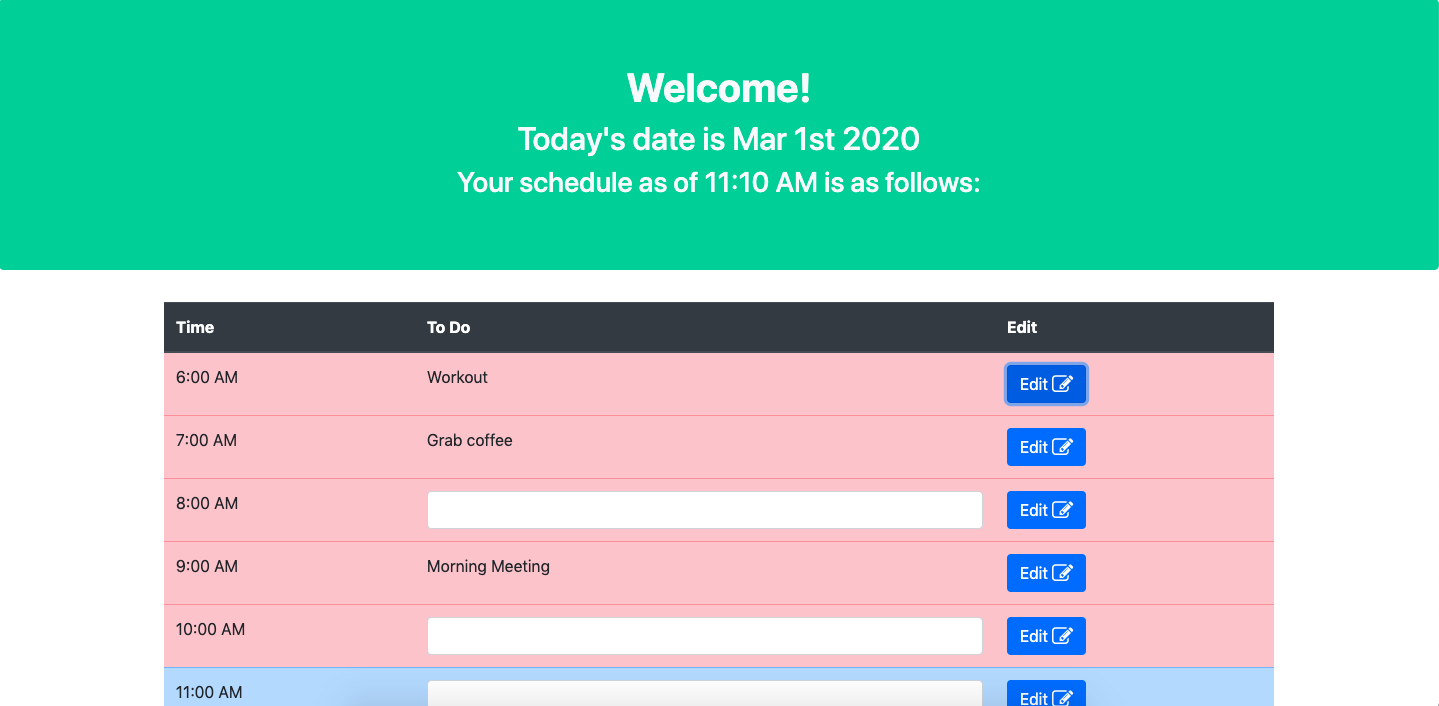 Welcome!
Today's date is Mar 1st 2020
Your schedule as of 11:10 AM is as follows:
Time To Do Edit
6:00 AM Workout Edit
7:00 AM Grab coffee Edit
8:00 AM Edit
9:00 AM Morning Meeting Edit
10:00 AM Edit
11:00 AM Edit